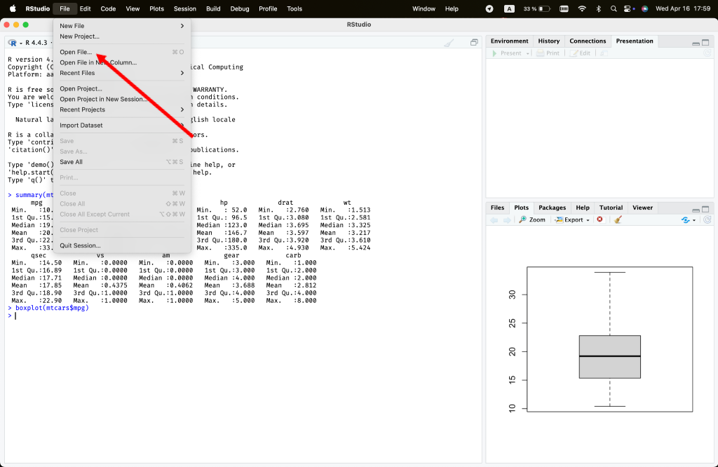 RStudio File Edit Code View Plots Session Build Debug Profile Tools Window Help A 33 % Wed Apr 16 17:59
RStudio
New File
New Project...
Open File... ⌘O
Open File in New Column...
Recent Files
Open Project...
Open Project in New Session...
Recent Projects
Import Dataset
Save ⌘S
Save As...
Save All ⌥⌘S
Print...
Close ⌘W
Close All ⇧⌘W
Close All Except Current ⌥⇧⌘W
Close Project
Quit Session...
R 4.4.3
R version 4.
Copyright (C ical Computing
Platform: aa
R is free so WARRANTY.
You are welc n conditions.
Type 'licens details.
Natural la glish locale
R is a colla ors.
Type 'contri
'citation()' ublications.
Type 'demo() ine help, or
'help.start( help.
Type 'q()' t
> summary(mt
mpg hp drat wt
Min. :10. Min. : 52.0 Min. :2.760 Min. :1.513
1st Qu.:15. 1st Qu.: 96.5 1st Qu.:3.080 1st Qu.:2.581
Median :19. Median :123.0 Median :3.695 Median :3.325
Mean :20. Mean :146.7 Mean :3.597 Mean :3.217
3rd Qu.:22. 3rd Qu.:180.0 3rd Qu.:3.920 3rd Qu.:3.610
Max. :33. Max. :335.0 Max. :4.930 Max. :5.424
qsec vs am gear carb
Min. :14.50 Min. :0.0000 Min. :0.0000 Min. :3.000 Min. :1.000
1st Qu.:16.89 1st Qu.:0.0000 1st Qu.:0.0000 1st Qu.:3.000 1st Qu.:2.000
Median :17.71 Median :0.0000 Median :0.0000 Median :4.000 Median :2.000
Mean :17.85 Mean :0.4375 Mean :0.4062 Mean :3.688 Mean :2.812
3rd Qu.:18.90 3rd Qu.:1.0000 3rd Qu.:1.0000 3rd Qu.:4.000 3rd Qu.:4.000
Max. :22.90 Max. :1.0000 Max. :1.0000 Max. :5.000 Max. :8.000
> boxplot(mtcars$mpg)
>
Environment History Connections Presentation
Present Print Edit
Files Plots Packages Help Tutorial Viewer
Zoom Export
30
25
20
15
10